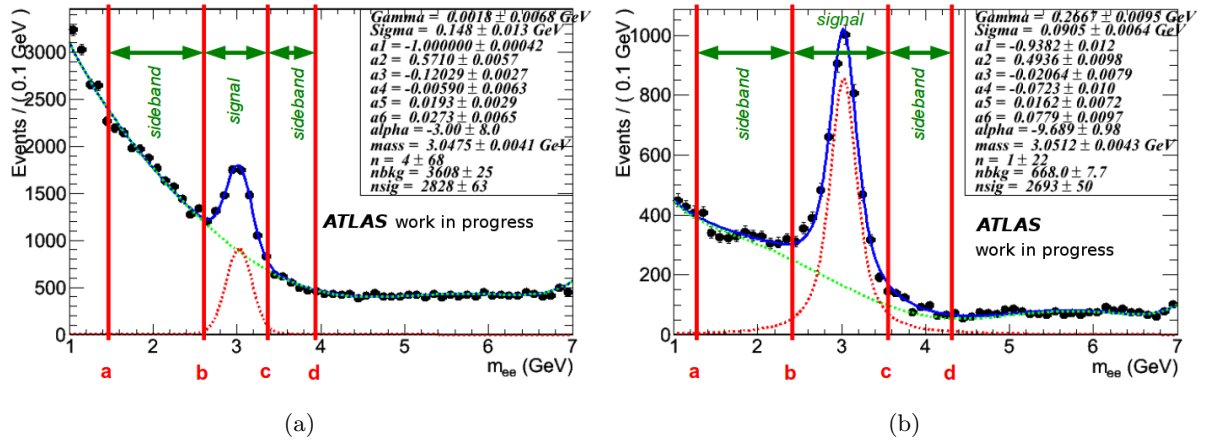 Events / ( 0.1 GeV )
3000
2500
2000
1500
1000
500
0
Gamma = 0.0018 ± 0.0068 GeV
Sigma = 0.148 ± 0.013 GeV
a1 = -1.000000 ± 0.00042
a2 = 0.5710 ± 0.0057
a3 = -0.12029 ± 0.0027
a4 = -0.00590 ± 0.0063
a5 = 0.0193 ± 0.0029
a6 = 0.0273 ± 0.0065
alpha = -3.00 ± 8.0
mass = 3.0475 ± 0.0041 GeV
n = 4 ± 68
nbkg = 3608 ± 25
nsig = 2828 ± 63
sideband
signal
sideband
ATLAS work in progress
1 2 3 4 5 6 7
a b c d
m_ee (GeV)
(a)
Events / ( 0.1 GeV )
1000
800
600
400
200
0
Gamma = 0.2667 ± 0.0095 GeV
Sigma = 0.0905 ± 0.0064 GeV
a1 = -0.9382 ± 0.012
a2 = 0.4936 ± 0.0098
a3 = -0.02064 ± 0.0079
a4 = -0.0723 ± 0.010
a5 = 0.0162 ± 0.0072
a6 = 0.0779 ± 0.0097
alpha = -9.689 ± 0.98
mass = 3.0512 ± 0.0043 GeV
n = 1 ± 22
nbkg = 668.0 ± 7.7
nsig = 2693 ± 50
signal
sideband
sideband
ATLAS
work in progress
1 2 3 4 5 6 7
a b c d
m_ee (GeV)
(b)